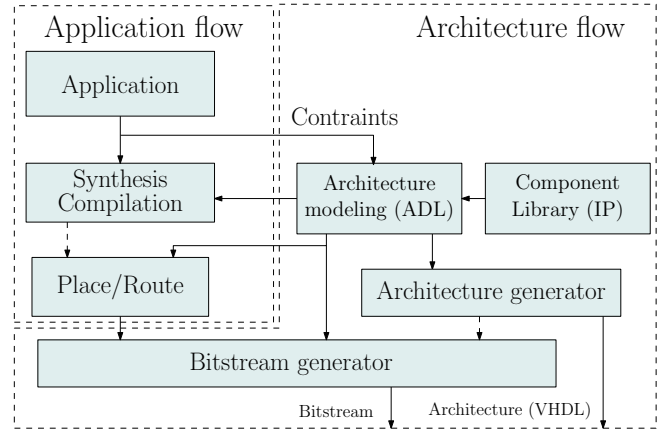 Application flow
Architecture flow
Application
Contraints
Synthesis
Compilation
Architecture
modeling (ADL)
Component
Library (IP)
Place/Route
Architecture generator
Bitstream generator
Bitstream
Architecture (VHDL)